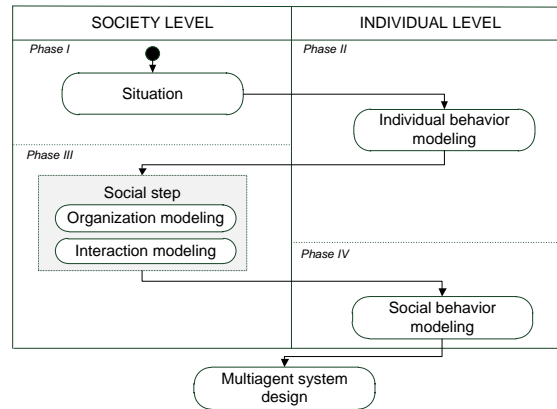 SOCIETY LEVEL
INDIVIDUAL LEVEL
Phase I
Phase II
Situation
Individual behavior
modeling
Phase III
Social step
Organization modeling
Interaction modeling
Phase IV
Social behavior
modeling
Multiagent system
design